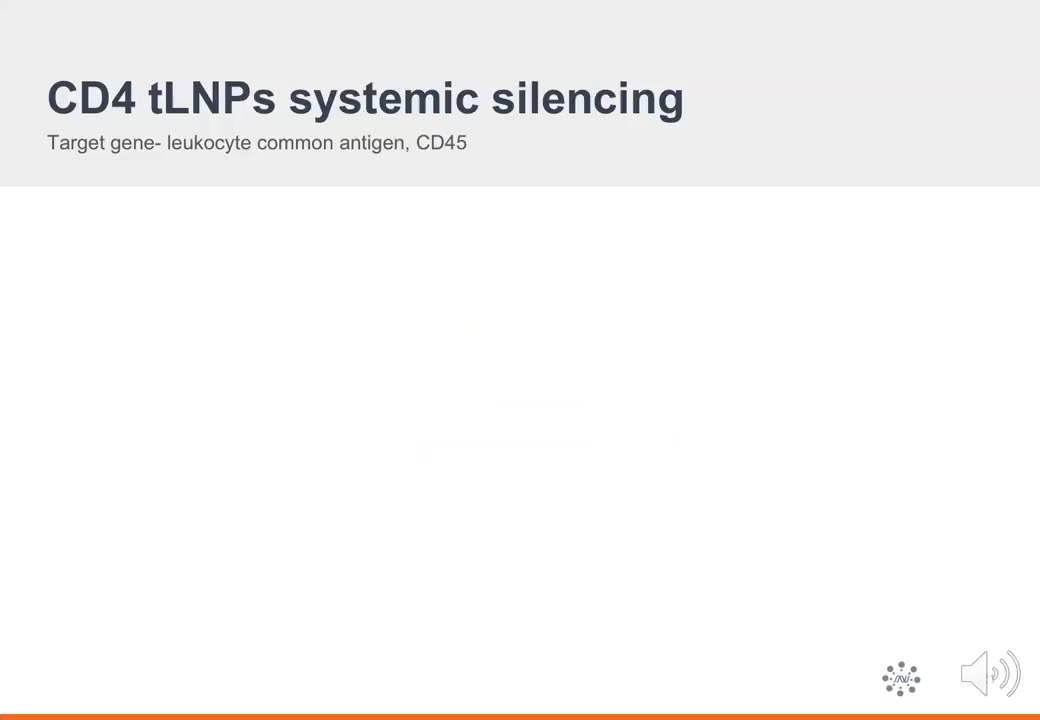 CD4 tLNPs systemic silencing
Target gene- leukocyte common antigen, CD45